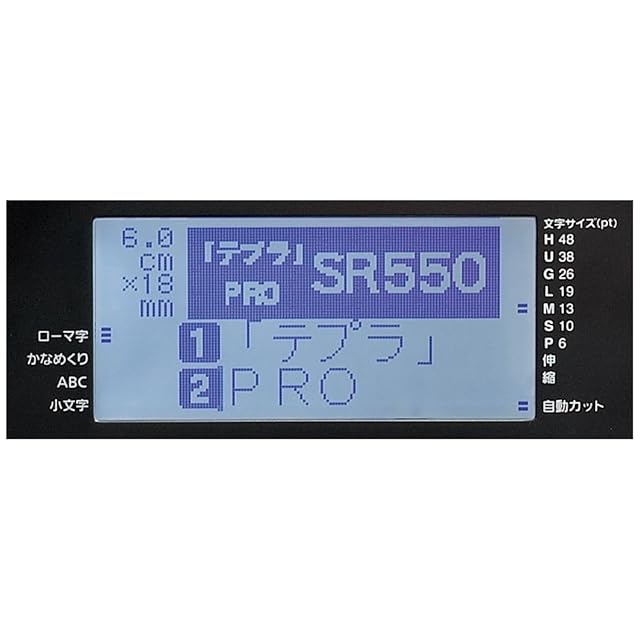 6.0
cm
×18
mm
「テプラ」
PRO
SR550
1 「テプラ」
2 PRO
ローマ字
かなめくり
ABC
小文字
文字サイズ(pt)
H 48
U 38
G 26
L 19
M 13
S 10
P 6
伸
縮
自動カット